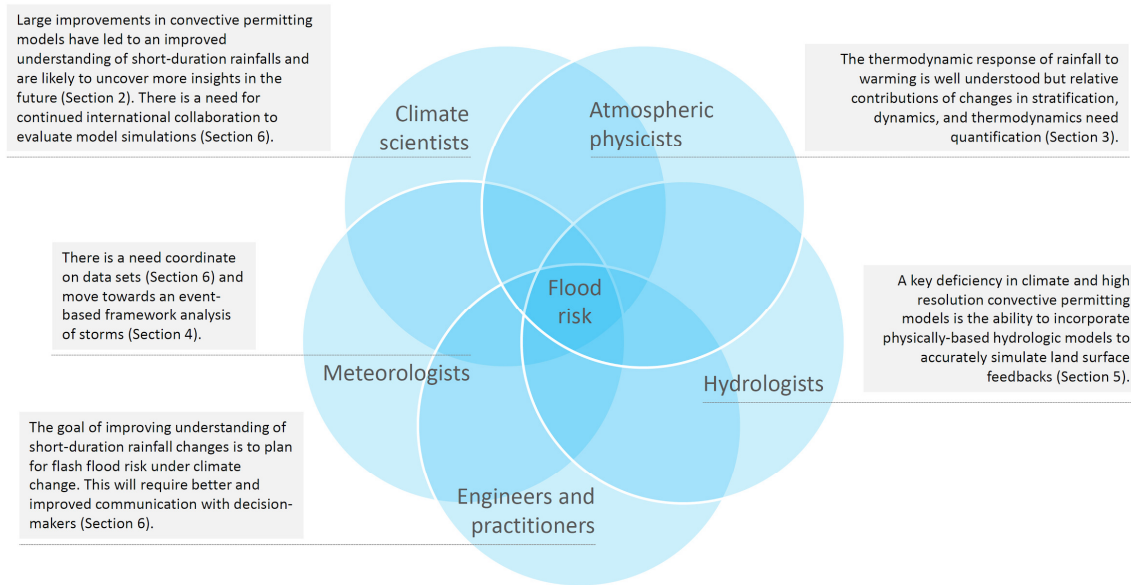 Large improvements in convective permitting
models have led to an improved
understanding of short-duration rainfalls and
are likely to uncover more insights in the
future (Section 2). There is a need for
continued international collaboration to
evaluate model simulations (Section 6).
Climate
scientists
Atmospheric
physicists
The thermodynamic response of rainfall to
warming is well understood but relative
contributions of changes in stratification,
dynamics, and thermodynamics need
quantification (Section 3).
There is a need coordinate
on data sets (Section 6) and
move towards an event-
based framework analysis
of storms (Section 4).
Meteorologists
Flood
risk
A key deficiency in climate and high
resolution convective permitting
models is the ability to incorporate
physically-based hydrologic models to
accurately simulate land surface
feedbacks (Section 5).
Hydrologists
The goal of improving understanding of
short-duration rainfall changes is to plan
for flash flood risk under climate
change. This will require better and
improved communication with decision-
makers (Section 6).
Engineers and
practitioners